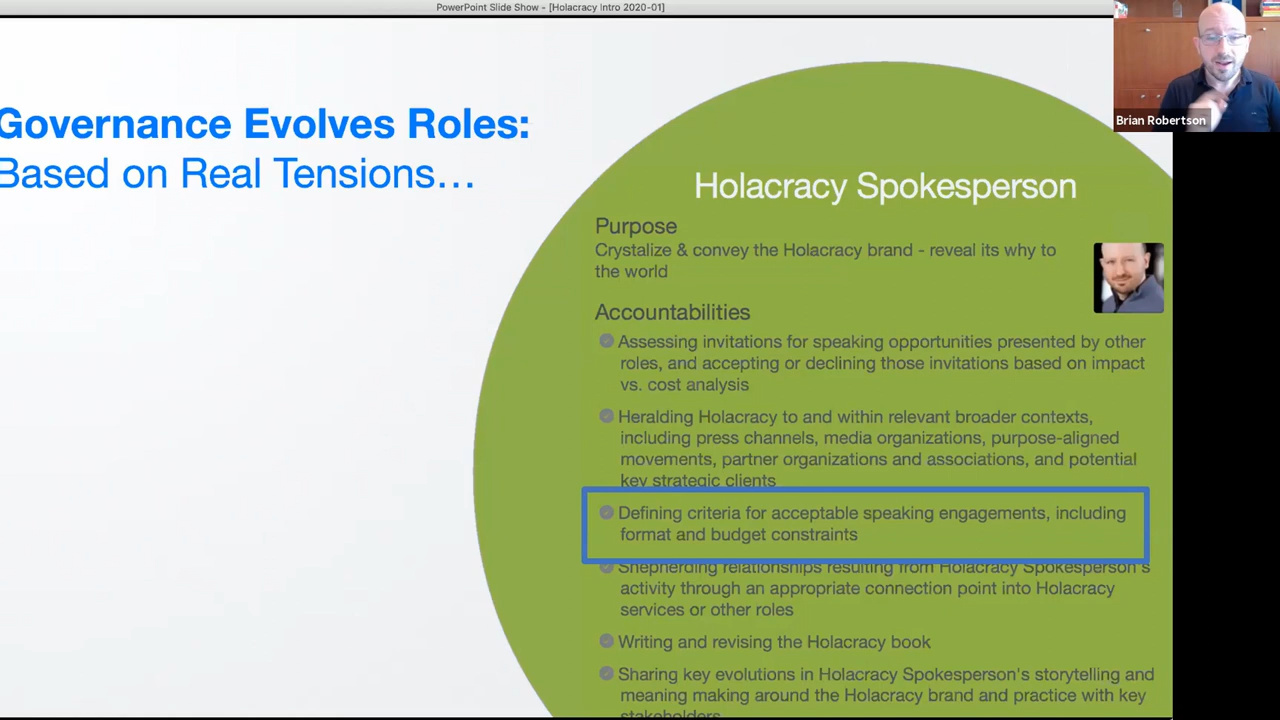 PowerPoint Slide Show - [Holacracy Intro 2020-01]
Brian Robertson
Governance Evolves Roles:
Based on Real Tensions…
Holacracy Spokesperson
Purpose
Crystalize & convey the Holacracy brand - reveal its why to
the world
Accountabilities
Assessing invitations for speaking opportunities presented by other
roles, and accepting or declining those invitations based on impact
vs. cost analysis
Heralding Holacracy to and within relevant broader contexts,
including press channels, media organizations, purpose-aligned
movements, partner organizations and associations, and potential
key strategic clients
Defining criteria for acceptable speaking engagements, including
format and budget constraints
Shepherding relationships resulting from Holacracy Spokesperson's
activity through an appropriate connection point into Holacracy
services or other roles
Writing and revising the Holacracy book
Sharing key evolutions in Holacracy Spokesperson's storytelling and
meaning making around the Holacracy brand and practice with key
stakeholders